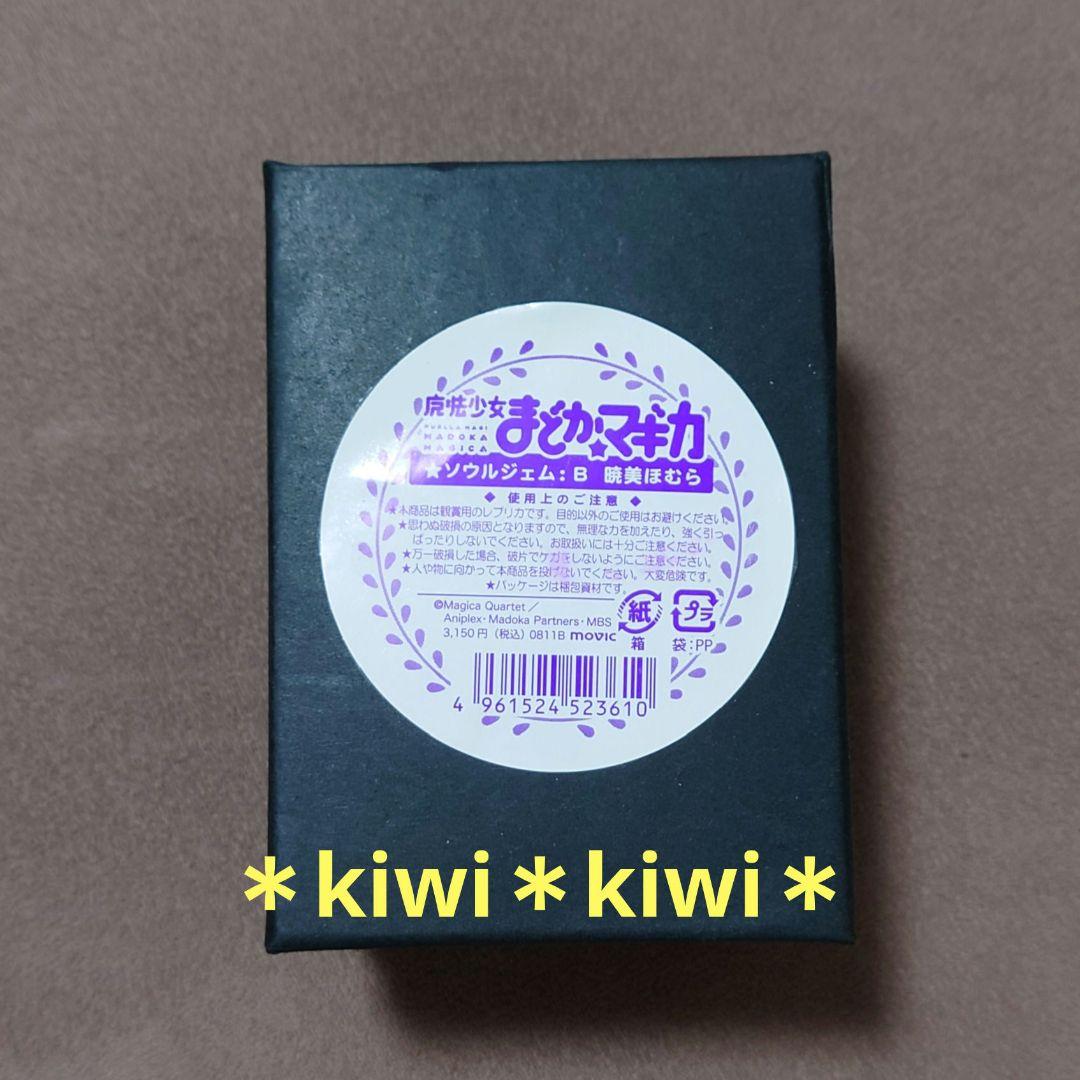 魔法少女
まどか☆マギカ
PUELLA MAGI
MADOKA
MAGICA
★ソウルジェム：B 暁美ほむら
◆ 使用上のご注意 ◆
★本商品は観賞用のレプリカです。目的以外のご使用はお避けください。
★思わぬ破損の原因となりますので、無理な力を加えたり、強く引っ
ぱったりしないでください。お取扱いには十分ご注意ください。
★万一破損した場合、破片でケガをしないようにご注意ください。
★人や物に向かって本商品を投げないでください。大変危険です。
★パッケージは梱包資材です。
©Magica Quartet／
Aniplex・Madoka Partners・MBS
3,150円（税込）0811B movic
紙
箱
プラ
袋:PP
4 961524 523610
＊kiwi＊kiwi＊